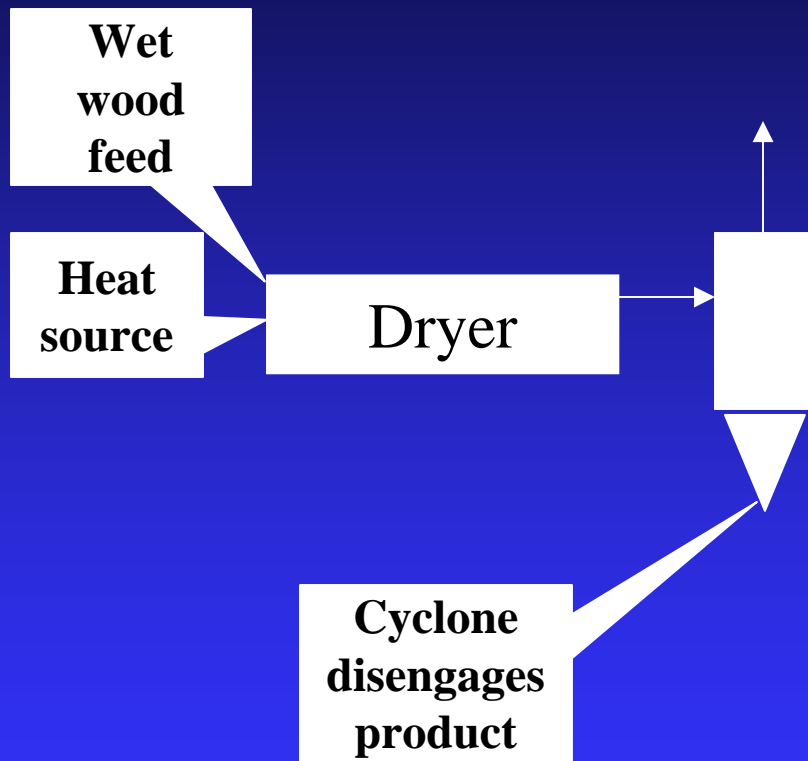 Wet
wood
feed
Heat
source
Dryer
Cyclone
disengages
product